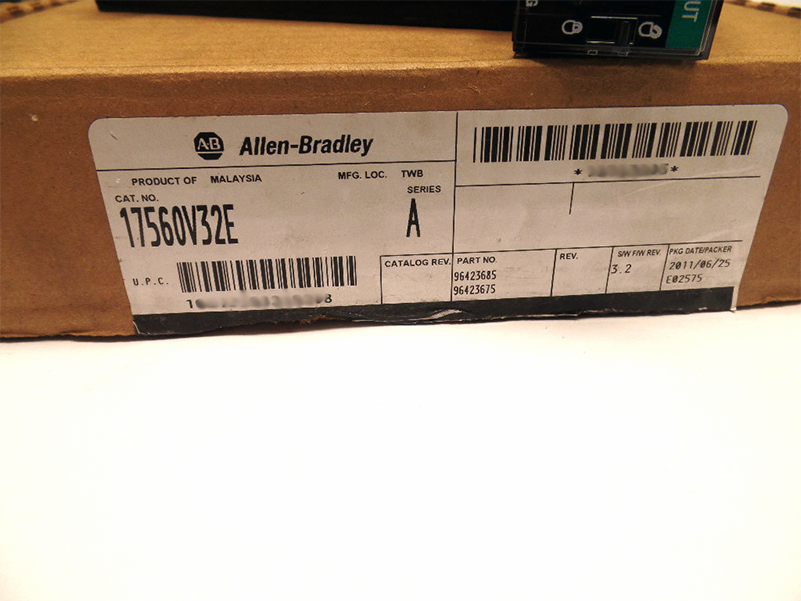 UT
G
A-B Allen-Bradley
PRODUCT OF MALAYSIA MFG. LOC. TWB
SERIES
A
CAT. NO.
1756OV32E
U.P.C.
CATALOG REV.
PART NO.
96423685
96423675
REV.
S/W F/W REV.
3.2
PKG DATE/PACKER
2011/06/25
E02575